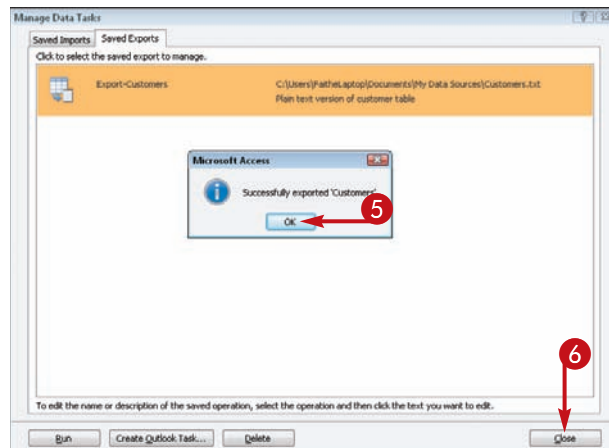 Manage Data Tasks
Saved Imports Saved Exports
Click to select the saved export to manage.
Export-Customers C:\Users\FaitheLaptop\Documents\My Data Sources\Customers.txt
Plain text version of customer table
Microsoft Access
Successfully exported 'Customers'.
5
OK
6
To edit the name or description of the saved operation, select the operation and then click the text you want to edit.
Run Create Outlook Task... Delete Close